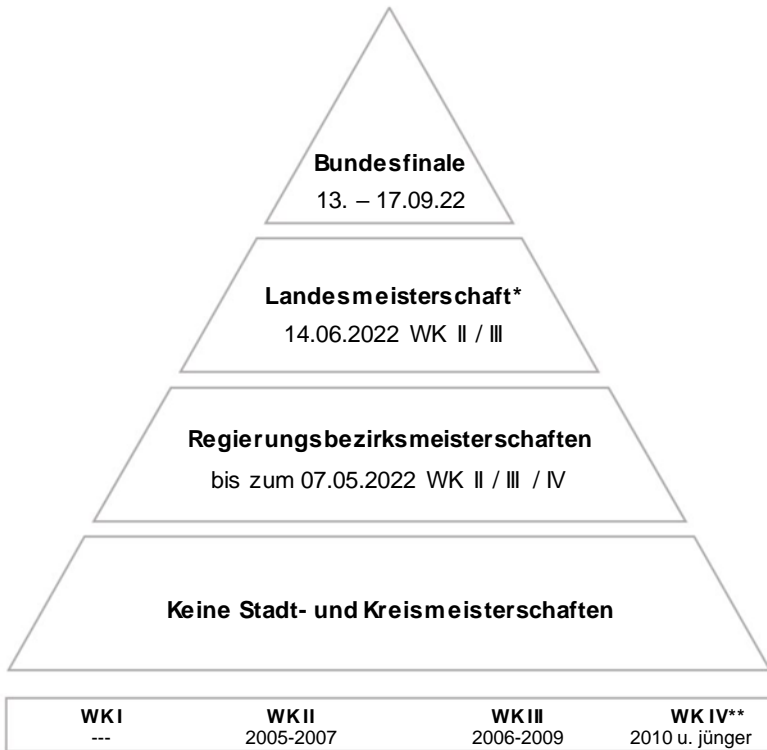 Bundesfinale
13. – 17.09.22
Landesmeisterschaft*
14.06.2022 WK II / III
Regierungsbezirksmeisterschaften
bis zum 07.05.2022 WK II / III / IV
Keine Stadt- und Kreismeisterschaften
WK I WK II WK III WK IV**
--- 2005-2007 2006-2009 2010 u. jünger